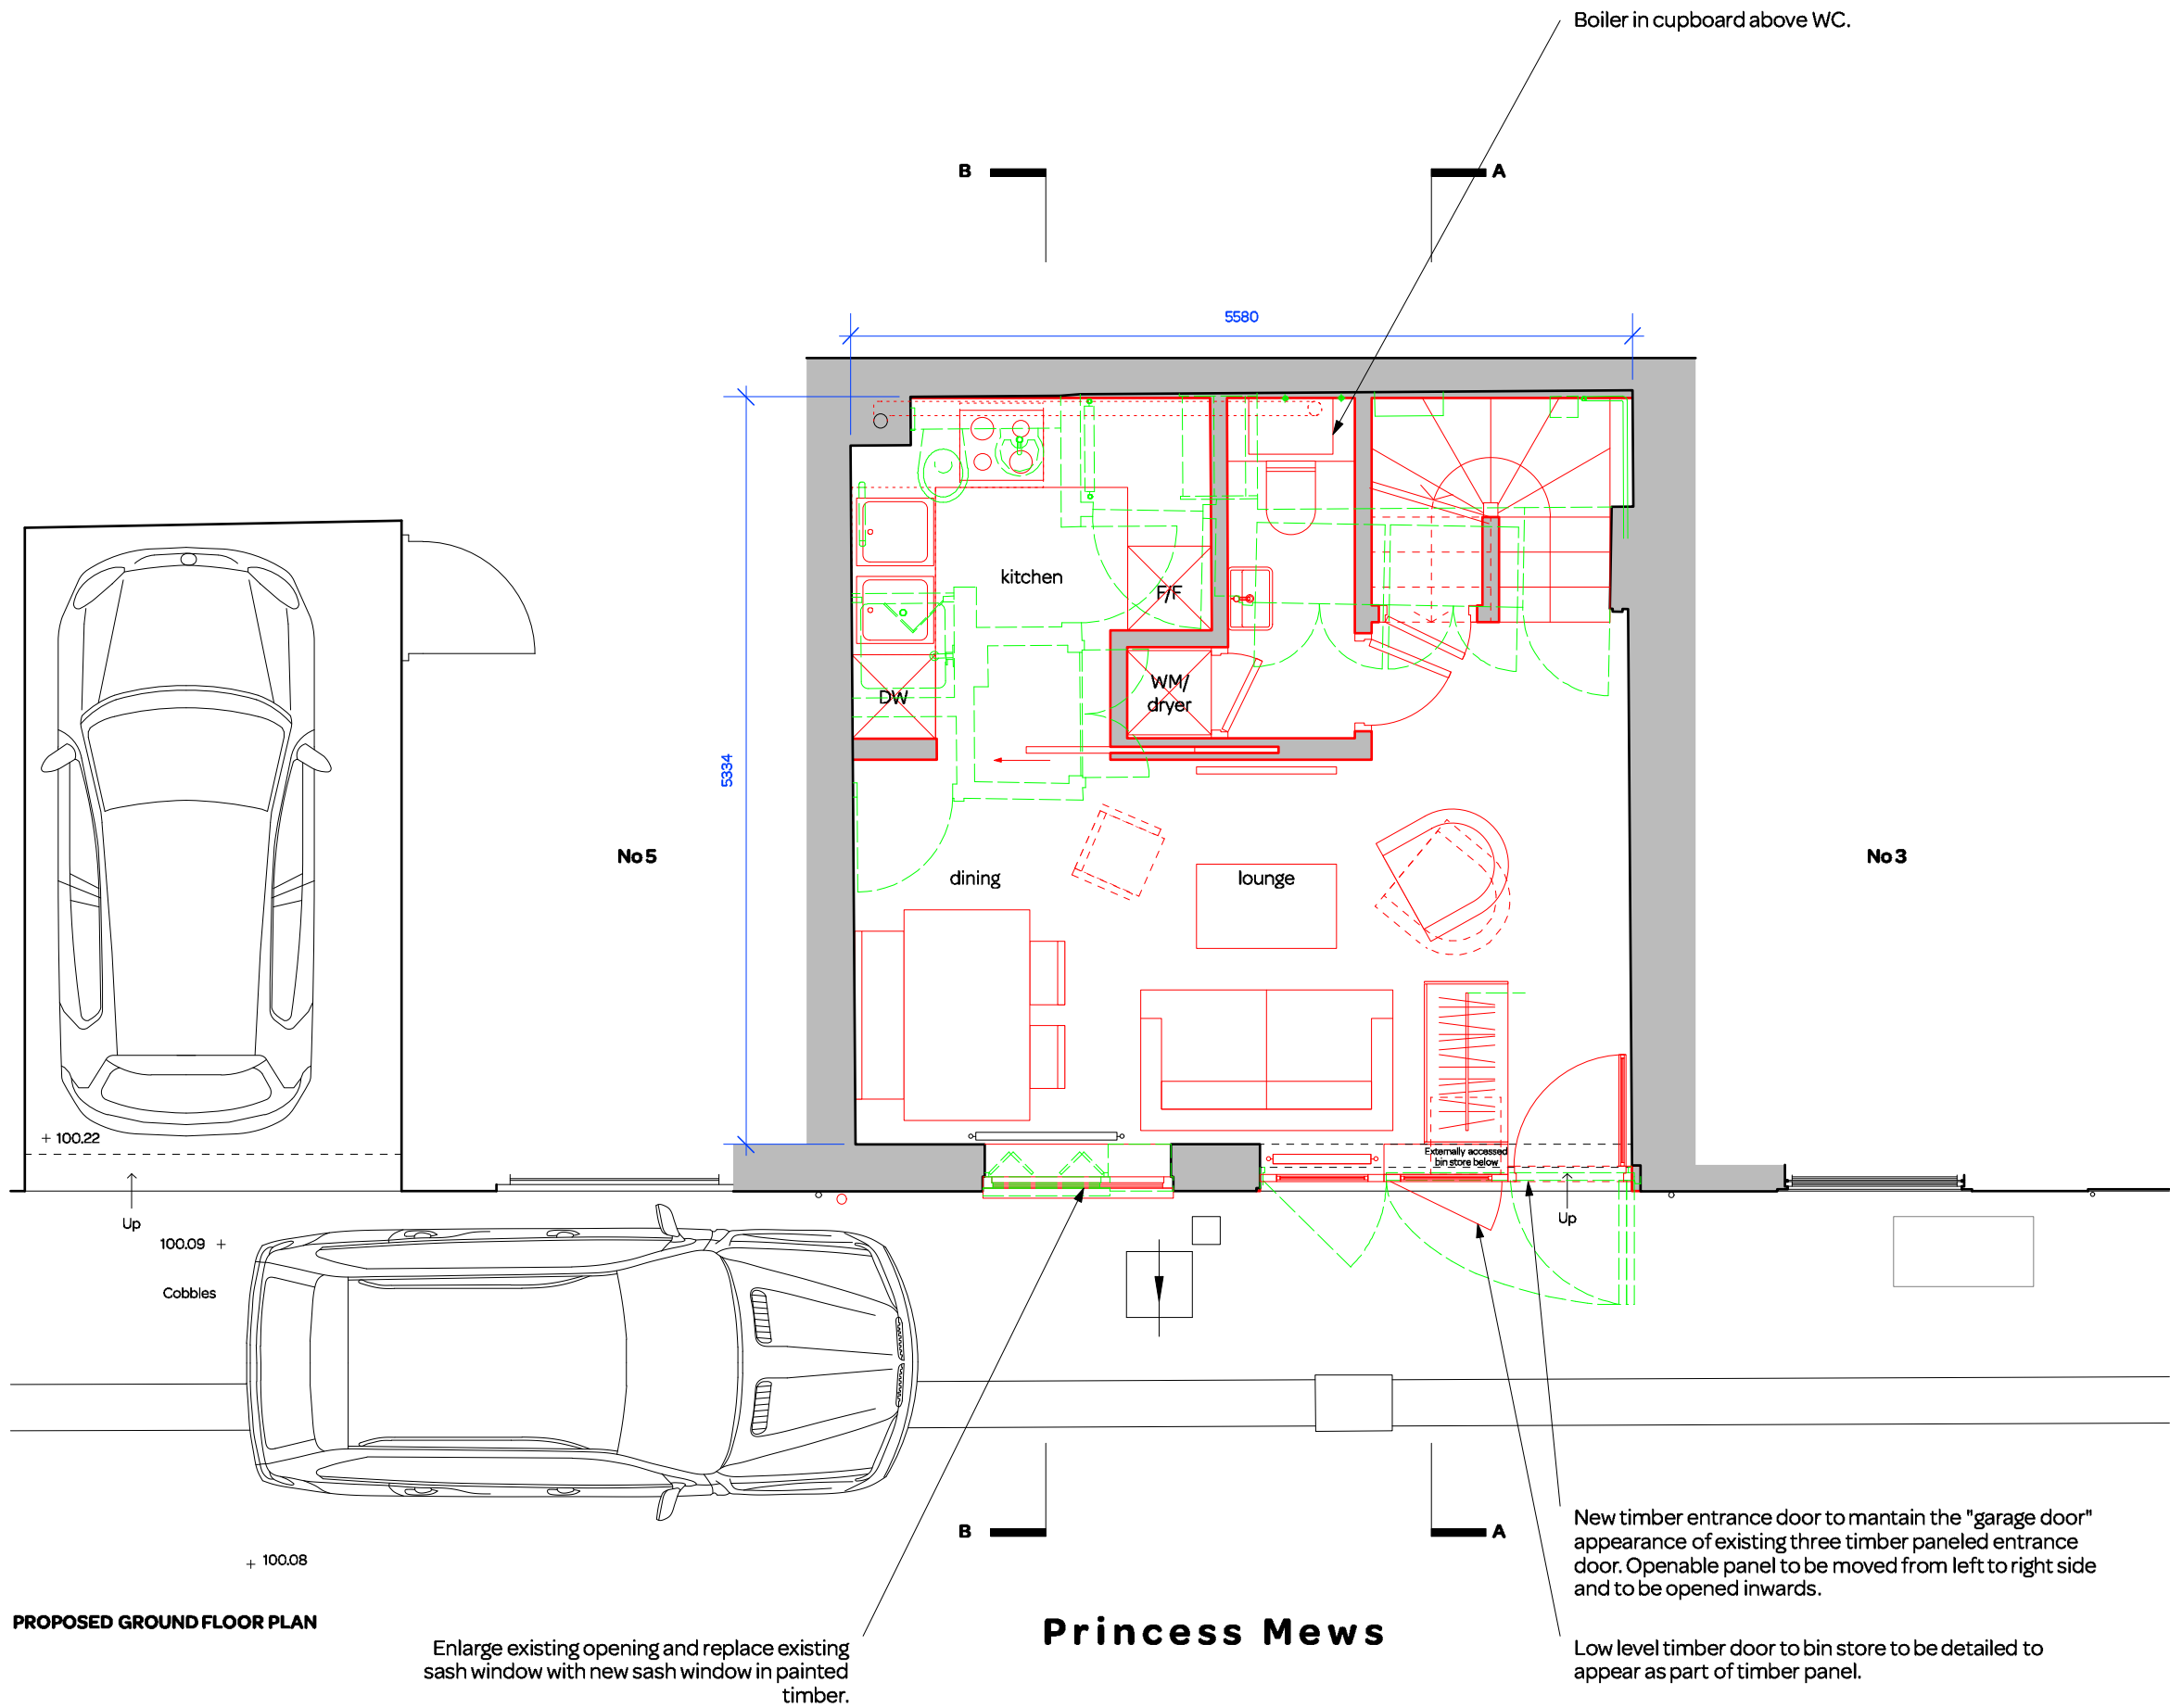 Boiler in cupboard above WC.
B
A
5580
5334
kitchen
F/F
WM/
dryer
DW
No 5
No 3
dining
lounge
+ 100.22
Externally accessed
bin store below
Up
Up
100.09 +
Cobbles
B
A
+ 100.08
New timber entrance door to mantain the "garage door"
appearance of existing three timber paneled entrance
door. Openable panel to be moved from left to right side
and to be opened inwards.
PROPOSED GROUND FLOOR PLAN
Princess Mews
Enlarge existing opening and replace existing
sash window with new sash window in painted
timber.
Low level timber door to bin store to be detailed to
appear as part of timber panel.